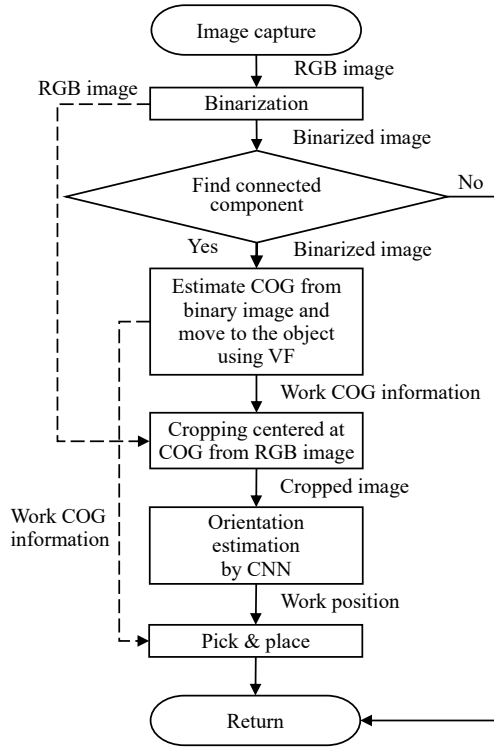 Image capture
RGB image
RGB image
Binarization
Binarized image
Find connected
component
No
Yes
Binarized image
Estimate COG from
binary image and
move to the object
using VF
Work COG information
Cropping centered at
COG from RGB image
Cropped image
Work COG
information
Orientation
estimation
by CNN
Work position
Pick & place
Return